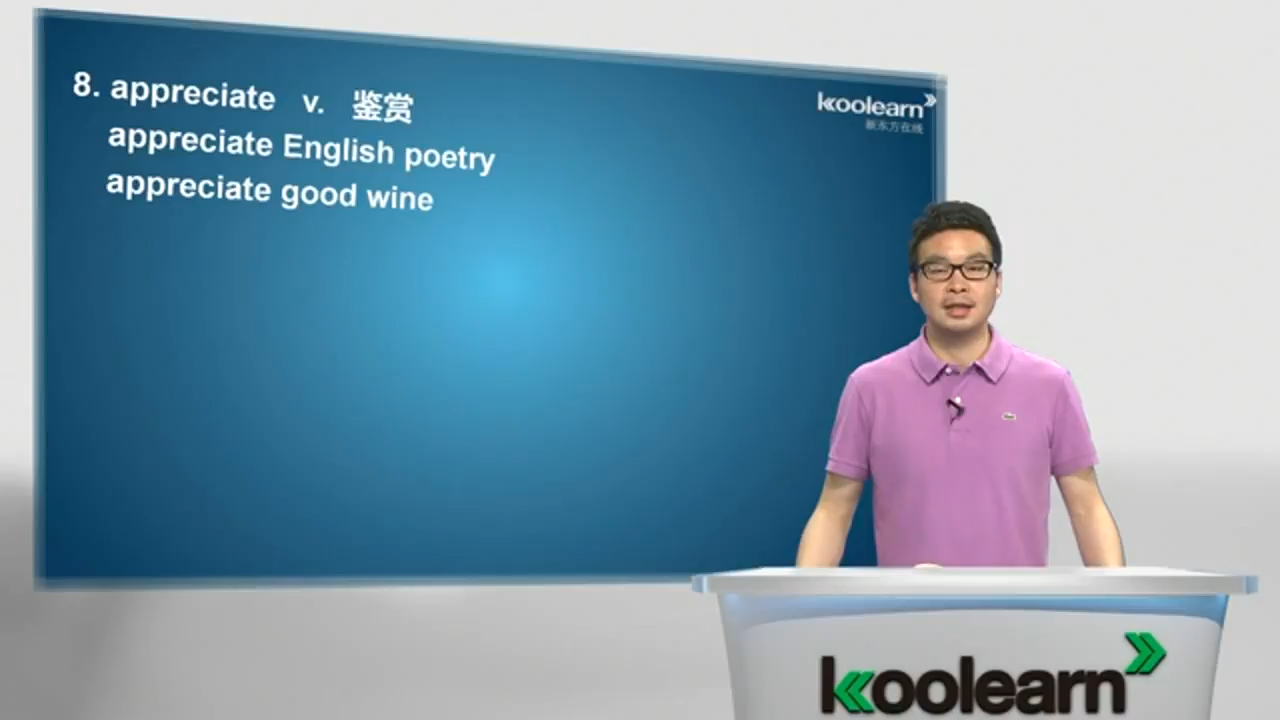 8. appreciate v. 鉴赏
appreciate English poetry
appreciate good wine
koolearn
新东方在线
koolearn